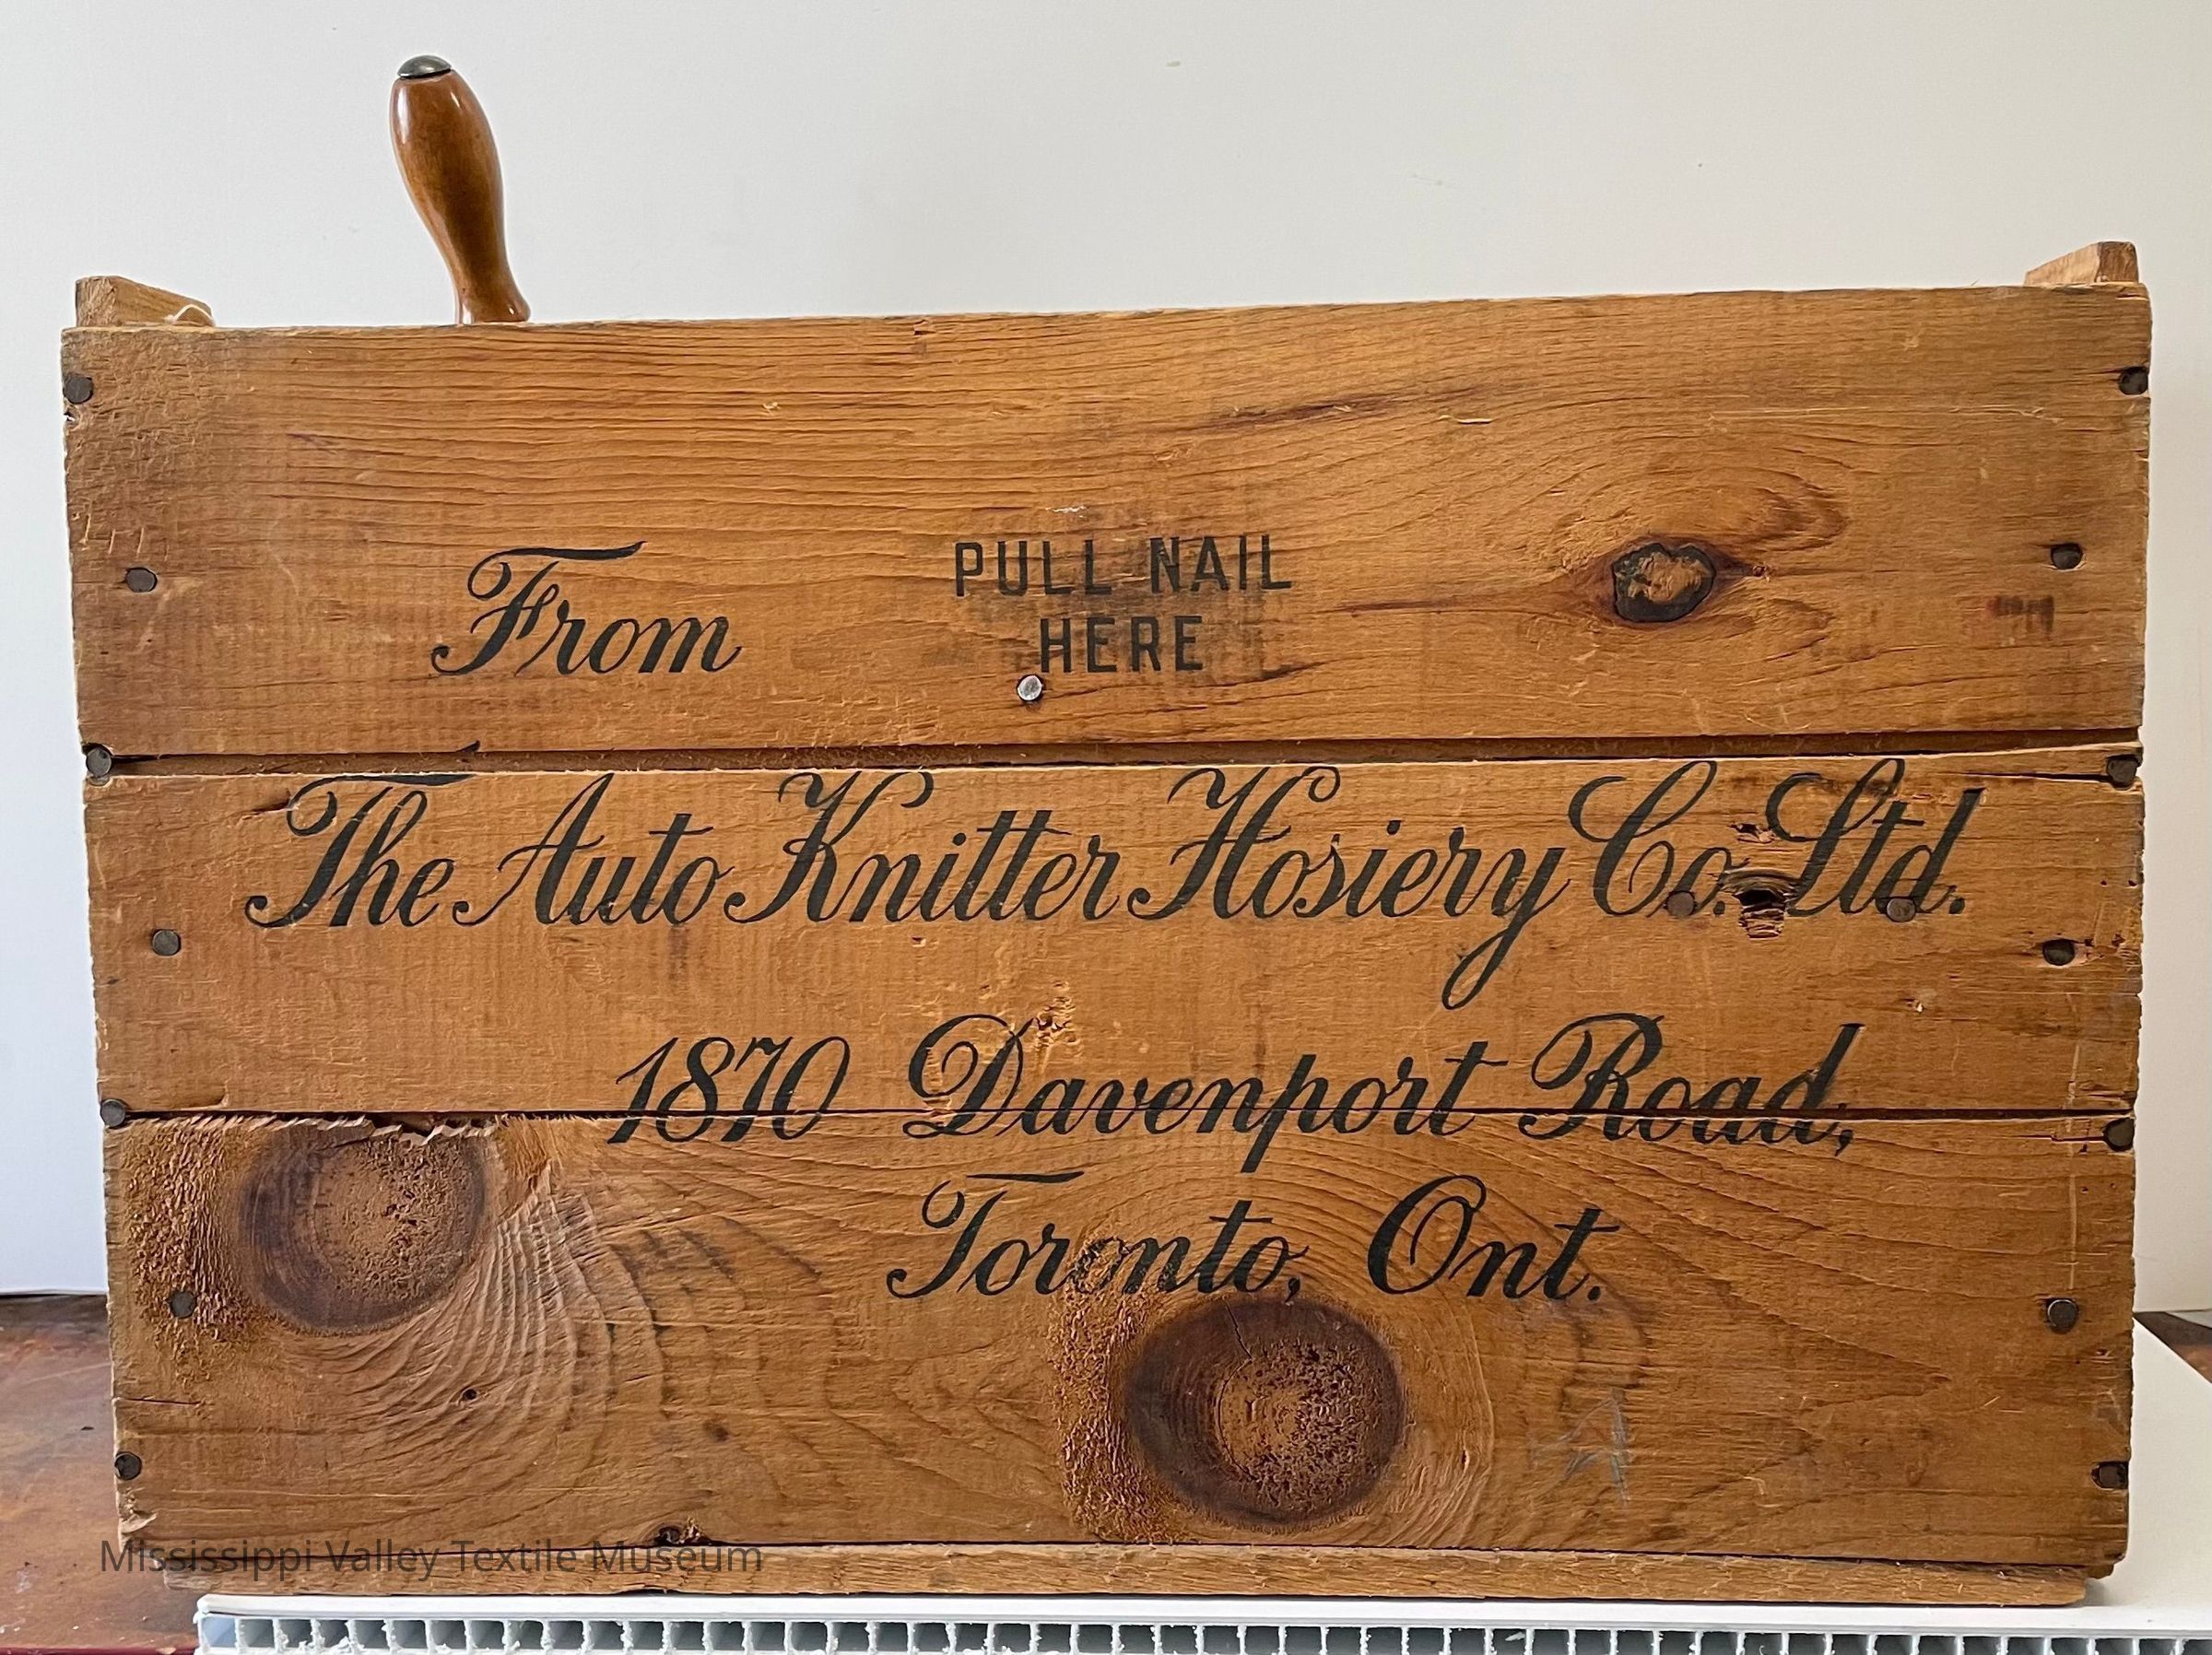 From
PULL NAIL
HERE
The Auto Knitter Hosiery Co. Ltd.
1870 Davenport Road,
Toronto, Ont.
Mississippi Valley Textile Museum